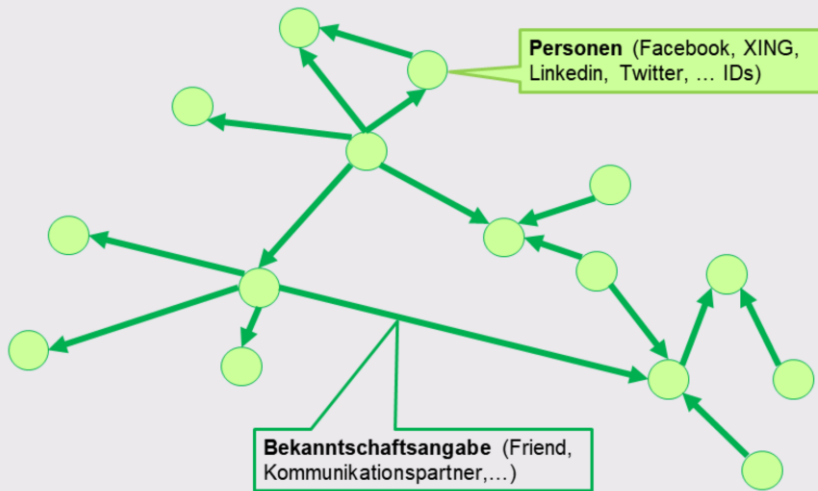 Personen (Facebook, XING,
Linkedin, Twitter, ... IDs)
Bekanntschaftsangabe (Friend,
Kommunikationspartner,...)